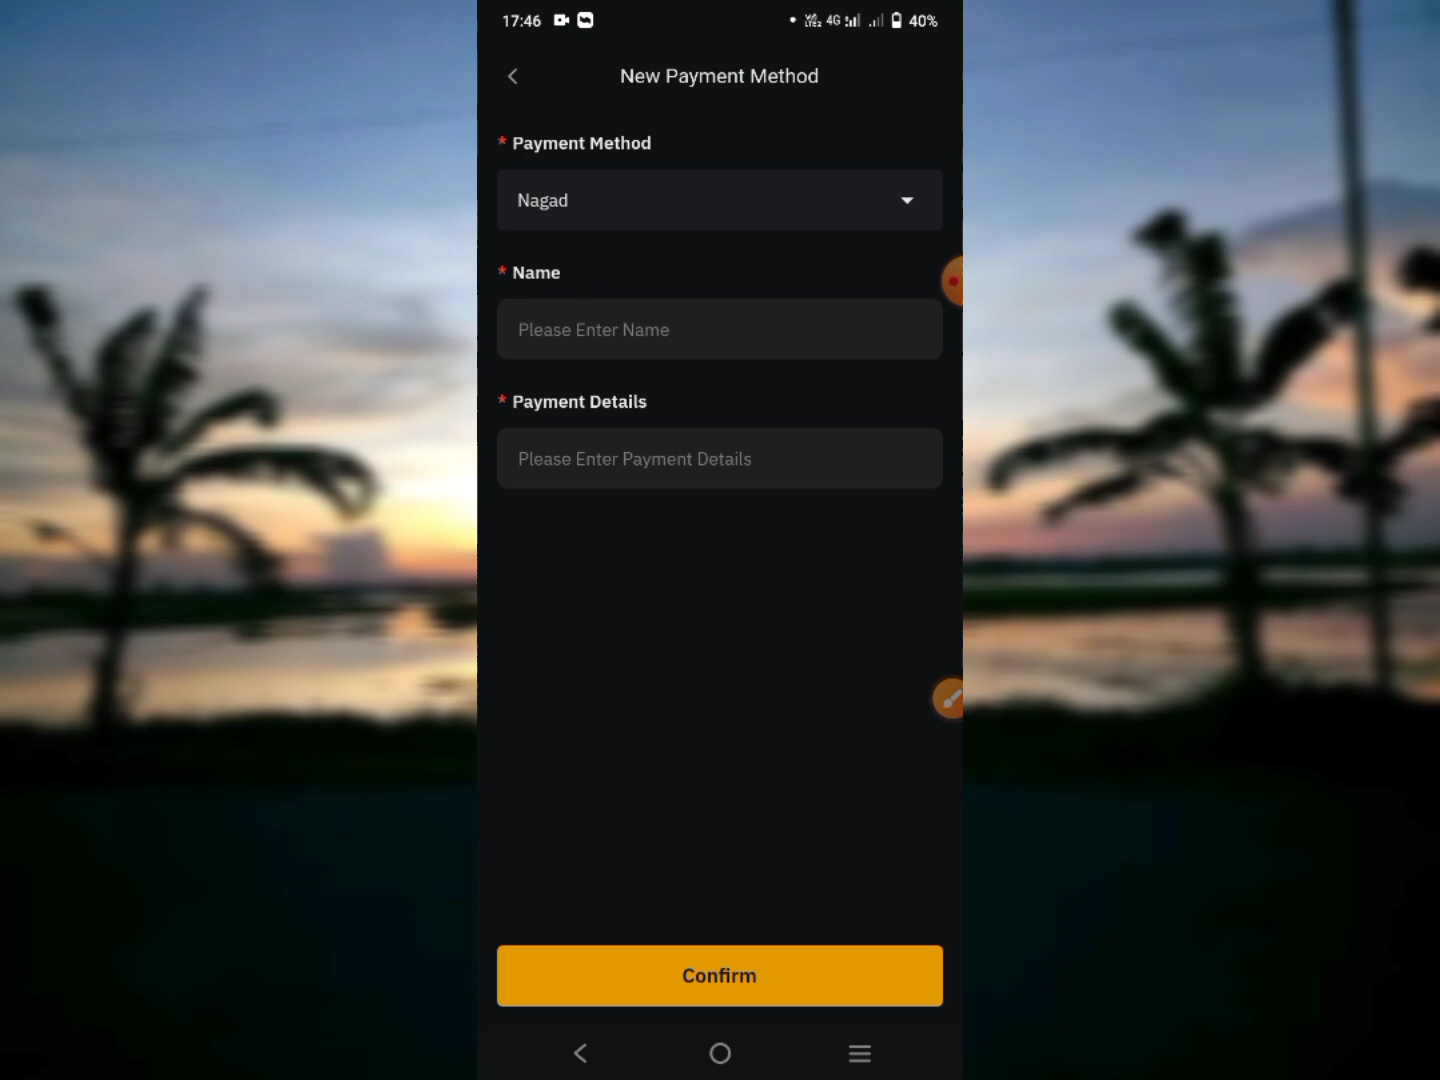 17:46 4G 40%
New Payment Method
* Payment Method
Nagad
* Name
Please Enter Name
* Payment Details
Please Enter Payment Details
Confirm